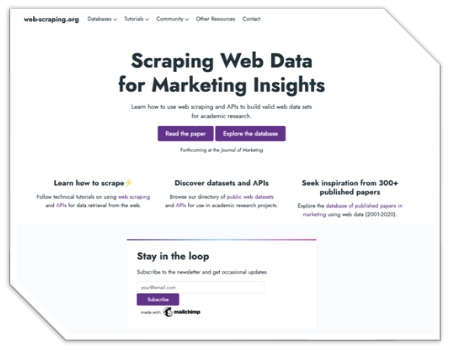 web-scraping.org Databases Tutorials Community Other Resources Contact
Scraping Web Data
for Marketing Insights
Learn how to use web scraping and APIs to build valid web data sets
for academic research.
Read the paper Explore the database
Forthcoming at the Journal of Marketing
Learn how to scrape⚡
Follow technical tutorials on using web scraping
and APIs for data retrieval from the web.
Discover datasets and APIs
Browse our directory of public web datasets
and APIs for use in academic research projects.
Seek inspiration from 300+
published papers
Explore the database of published papers in
marketing using web data (2001-2020).
Stay in the loop
Subscribe to the newsletter and get occasional updates.
your@email.com
Subscribe
made with mailchimp